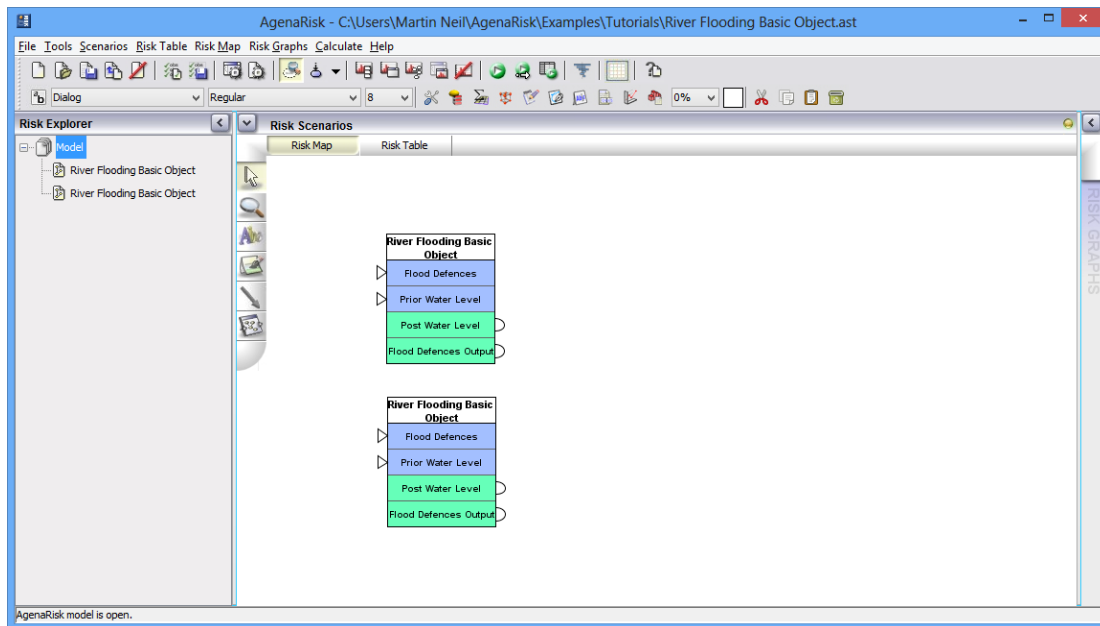 AgenaRisk - C:\Users\Martin Neil\AgenaRisk\Examples\Tutorials\River Flooding Basic Object.ast
File Tools Scenarios Risk Table Risk Map Risk Graphs Calculate Help
Dialog Regular 8 0%
Risk Explorer
Risk Scenarios
Model
River Flooding Basic Object
River Flooding Basic Object
Risk Map Risk Table
Abc
River Flooding Basic
Object
Flood Defences
Prior Water Level
Post Water Level
Flood Defences Output
River Flooding Basic
Object
Flood Defences
Prior Water Level
Post Water Level
Flood Defences Output
RISK GRAPHS
AgenaRisk model is open.